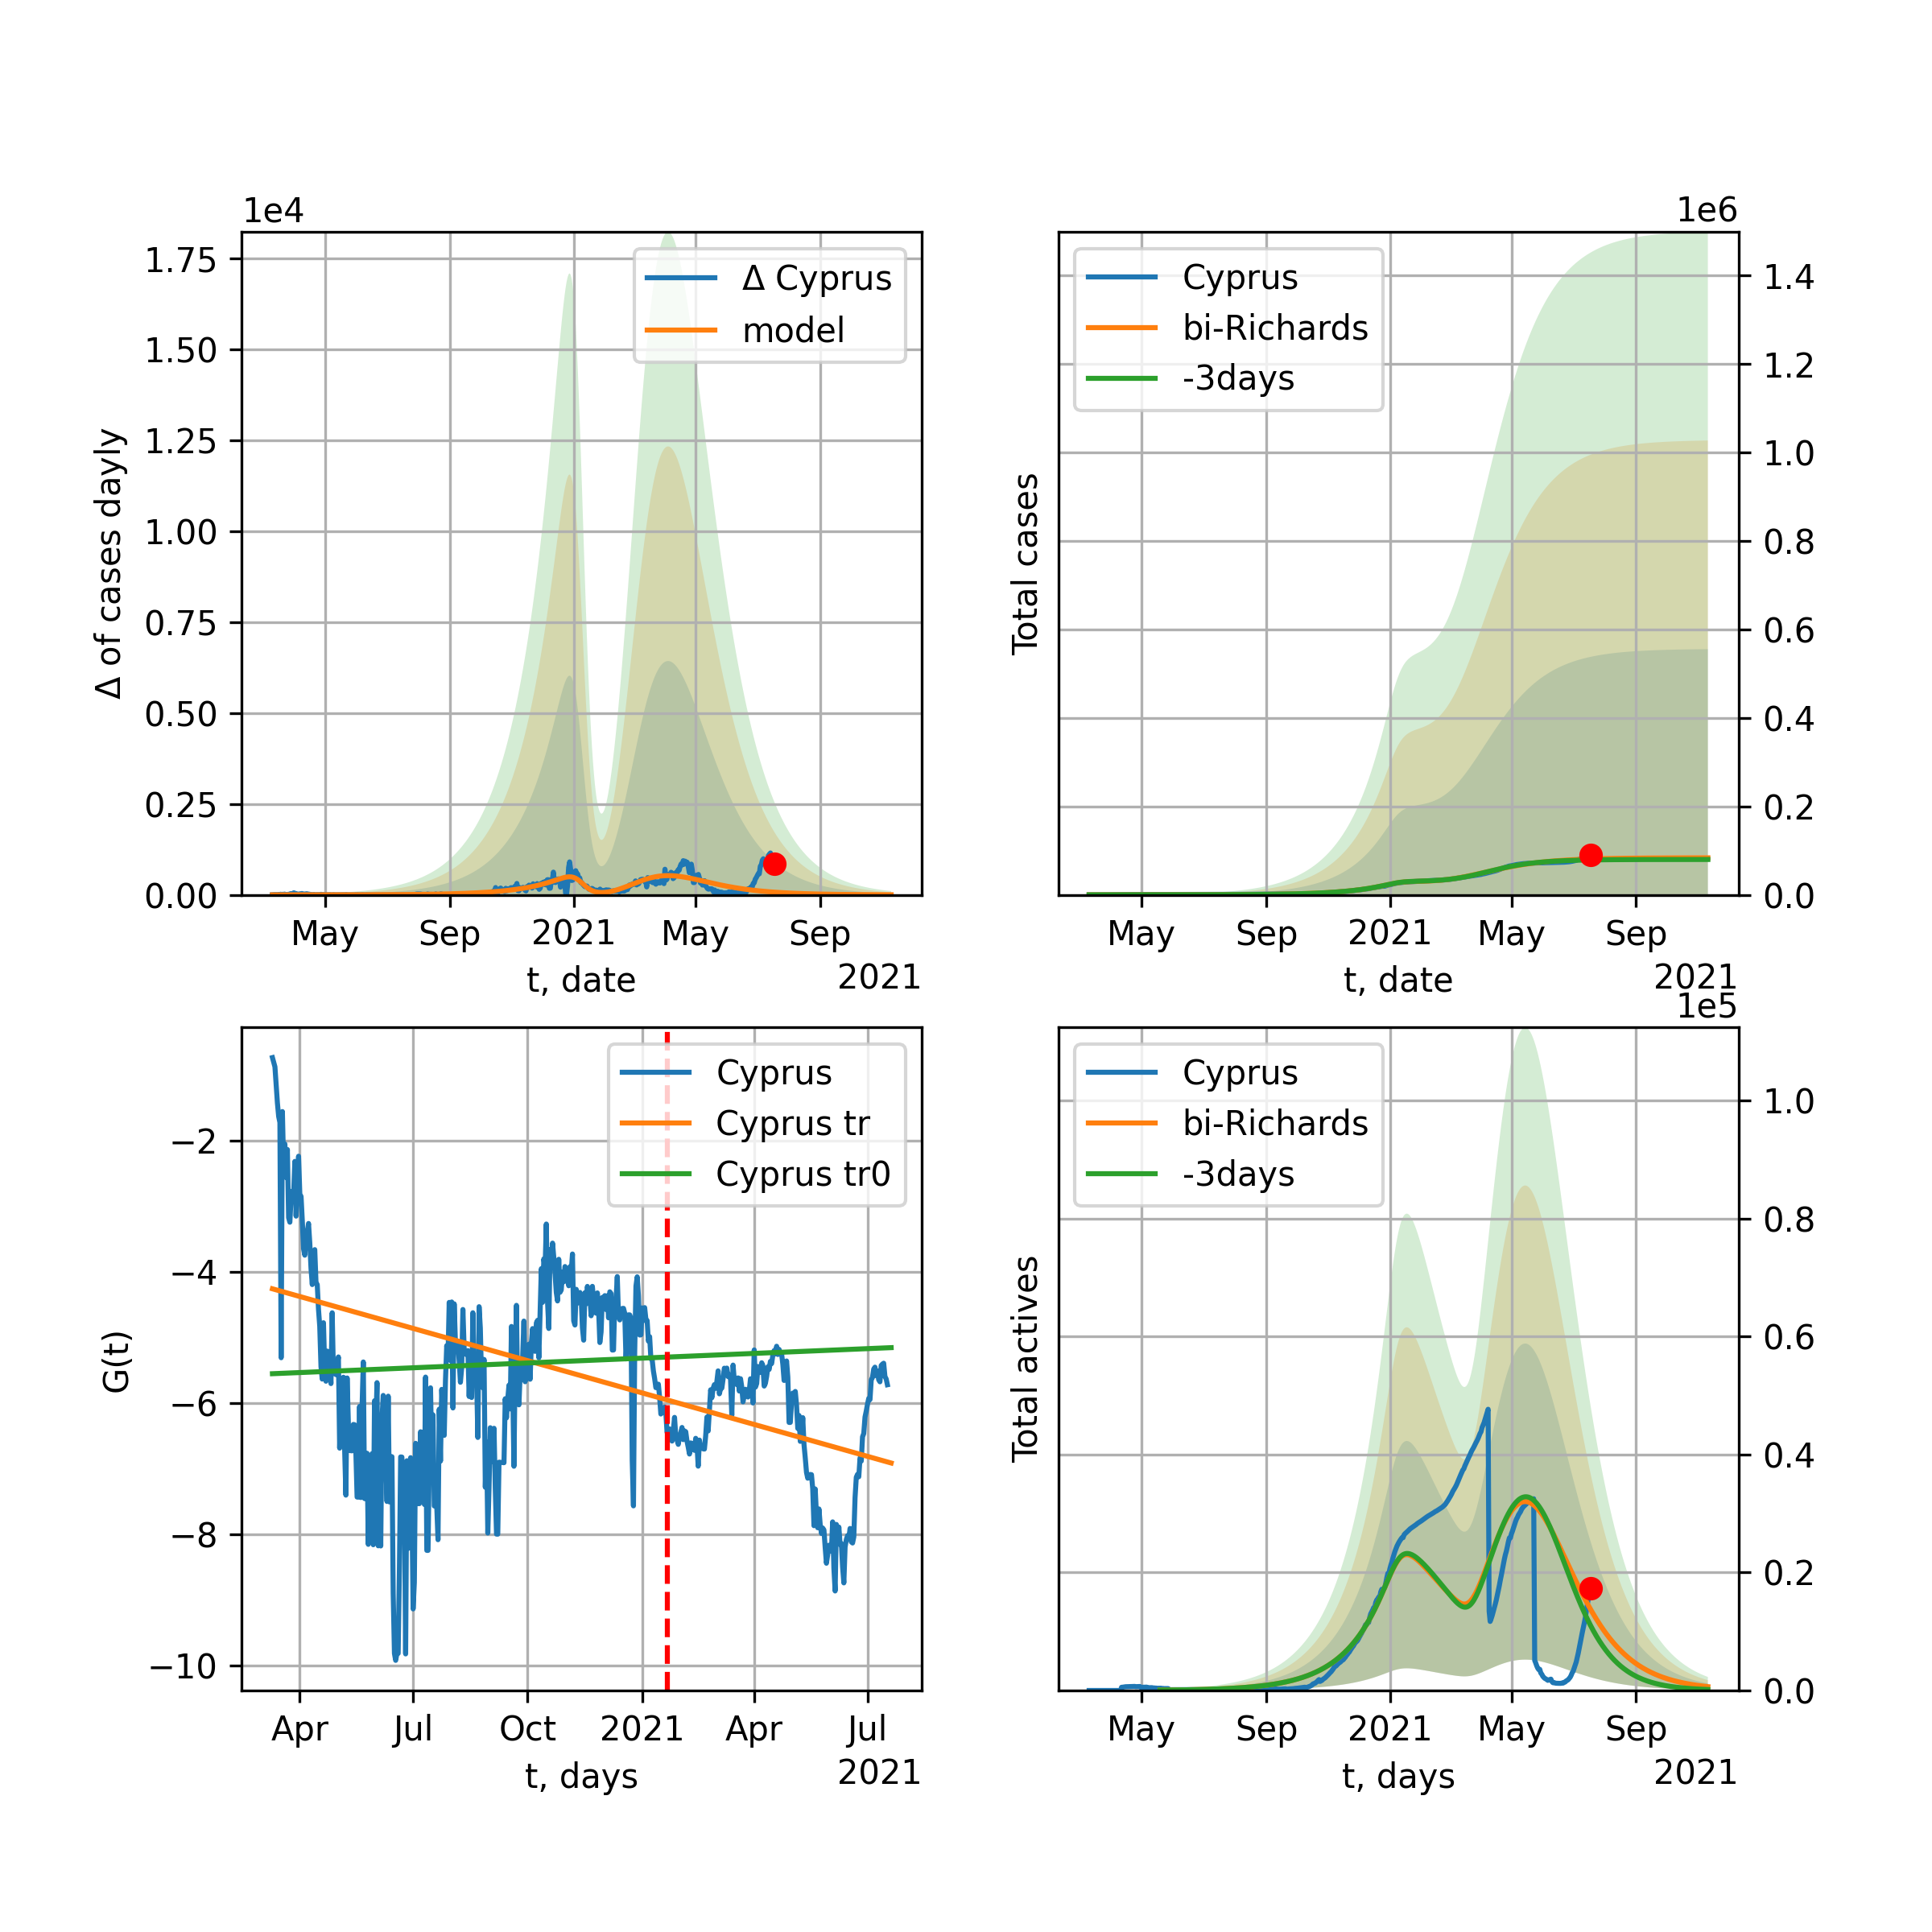 1e4
1.75
1.50
1.25
1.00
0.75
0.50
0.25
0.00
Δ of cases dayly
Δ Cyprus
model
May Sep 2021 May Sep
t, date
2021
1e6
Cyprus
bi-Richards
-3days
Total cases
1.4
1.2
1.0
0.8
0.6
0.4
0.2
0.0
May Sep 2021 May Sep
t, date
2021
−2
−4
−6
−8
−10
G(t)
Cyprus
Cyprus tr
Cyprus tr0
Apr Jul Oct 2021 Apr Jul
t, days
2021
1e5
Cyprus
bi-Richards
-3days
Total actives
1.0
0.8
0.6
0.4
0.2
0.0
May Sep 2021 May Sep
t, days
2021